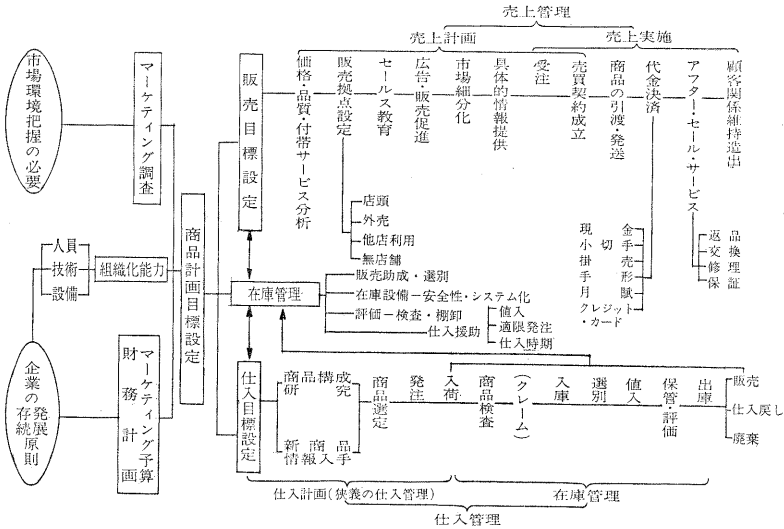 売上管理
売上計画
売上実施
市場環境把握の必要
マーケティング調査
販売目標設定
価格・品質・付帯サービス分析
販売拠点設定
セールス教育
広告・販売促進
市場細分化
具体的情報提供
受注
売買契約成立
商品の引渡・発送
代金決済
アフター・セール・サービス
顧客関係維持造出
店頭
外売
他店利用
無店舗
現金
小切手
掛売
手形
月賦
クレジット・カード
返品
交換
修理
保証
人員
技術
設備
組織化能力
商品計画目標設定
在庫管理
販売助成・選別
在庫設備－安全性・システム化
評価－検査・棚卸
仕入援助
値入
適限発注
仕入時期
企業の発展存続原則
マーケティング予算
財務計画
仕入目標設定
商品構成研究
新商品情報入手
商品選定
発注
入荷
商品検査
(クレーム)
入庫
選別
値入
保管・評価
出庫
販売
仕入戻し
廃棄
仕入計画(狭義の仕入管理)
在庫管理
仕入管理